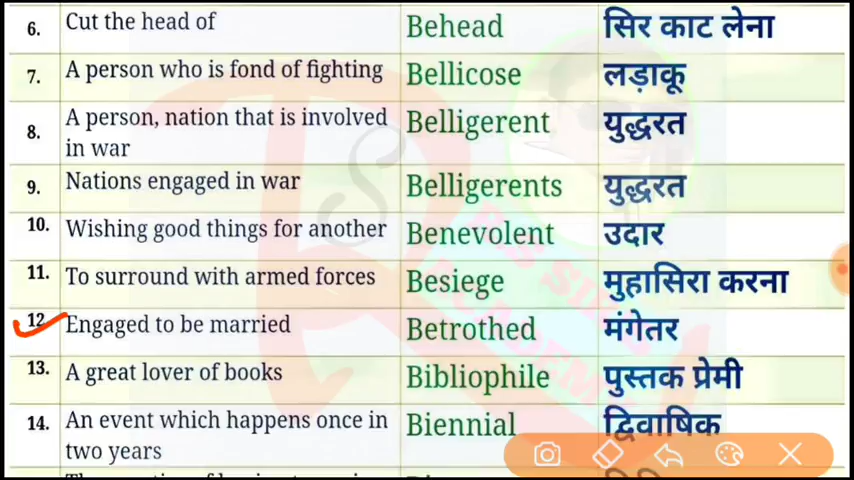 6. Cut the head of Behead सिर काट लेना
7. A person who is fond of fighting Bellicose लड़ाकू
8. A person, nation that is involved in war Belligerent युद्धरत
9. Nations engaged in war Belligerents युद्धरत
10. Wishing good things for another Benevolent उदार
11. To surround with armed forces Besiege मुहासिरा करना
12. Engaged to be married Betrothed मंगेतर
13. A great lover of books Bibliophile पुस्तक प्रेमी
14. An event which happens once in two years Biennial द्विवार्षिक